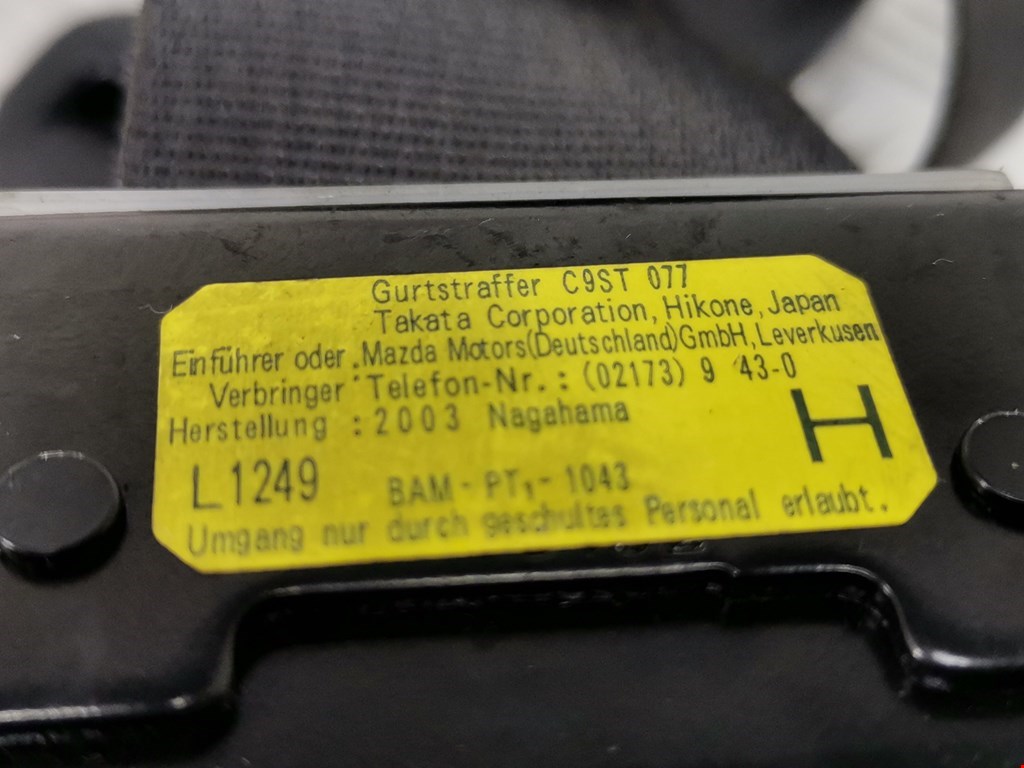 Gurtstraffer C9ST 077
Takata Corporation, Hikone, Japan
Einführer oder . Mazda Motors(Deutschland)GmbH, Leverkusen
Verbringer · Telefon-Nr. : (02173) 9 43-0
Herstellung : 2003 Nagahama
H
L1249 BAM - PT₁ - 1043
Umgang nur durch geschultes Personal erlaubt.